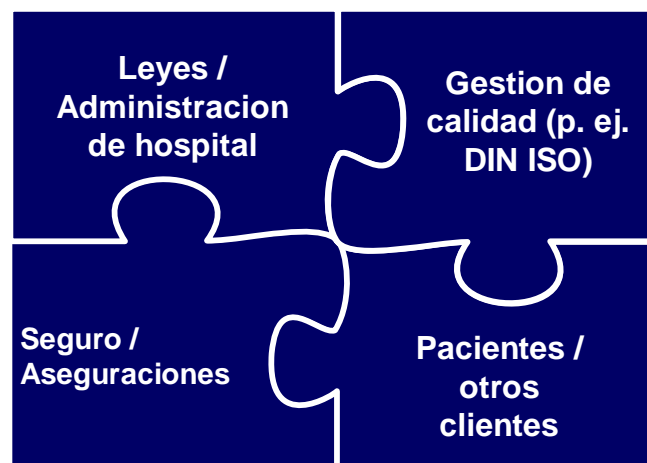 Leyes /
Administracion
de hospital
Gestion de
calidad (p. ej.
DIN ISO)
Seguro /
Aseguraciones
Pacientes /
otros
clientes